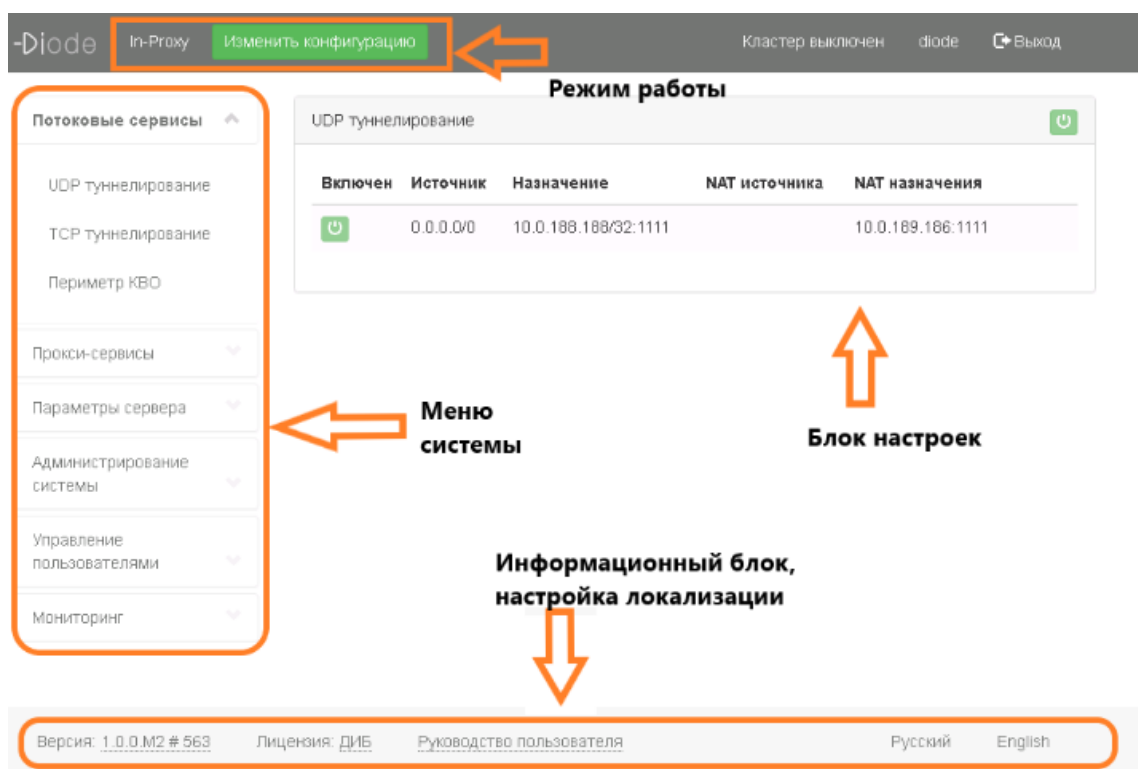 -Diode In-Proxy Изменить конфигурацию Кластер выключен diode Выход
Режим работы
Потоковые сервисы
UDP туннелирование
TCP туннелирование
Периметр КВО
Прокси-сервисы
Параметры сервера
Администрирование
системы
Управление
пользователями
Мониторинг
UDP туннелирование
Включен Источник Назначение NAT источника NAT назначения
0.0.0.0/0 10.0.188.188/32:1111 10.0.189.186:1111
Меню
системы
Блок настроек
Информационный блок,
настройка локализации
Версия: 1.0.0.M2 # 563 Лицензия: ДИБ Руководство пользователя Русский English